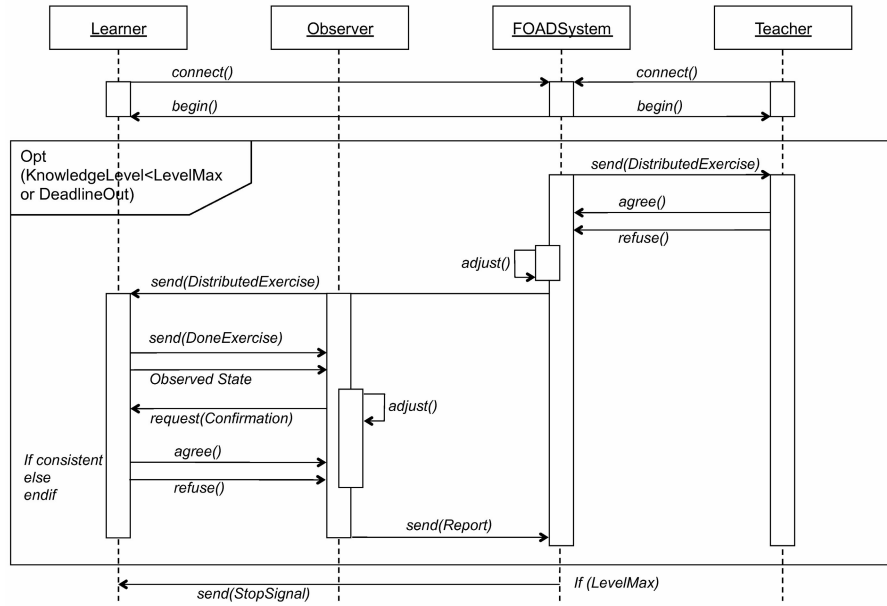 Learner
Observer
FOADSystem
Teacher
connect()
connect()
begin()
begin()
Opt
(KnowledgeLevel<LevelMax
or DeadlineOut)
send(DistributedExercise)
agree()
refuse()
adjust()
send(DistributedExercise)
send(DoneExercise)
Observed State
adjust()
request(Confirmation)
If consistent
else
endif
agree()
refuse()
send(Report)
If (LevelMax)
send(StopSignal)